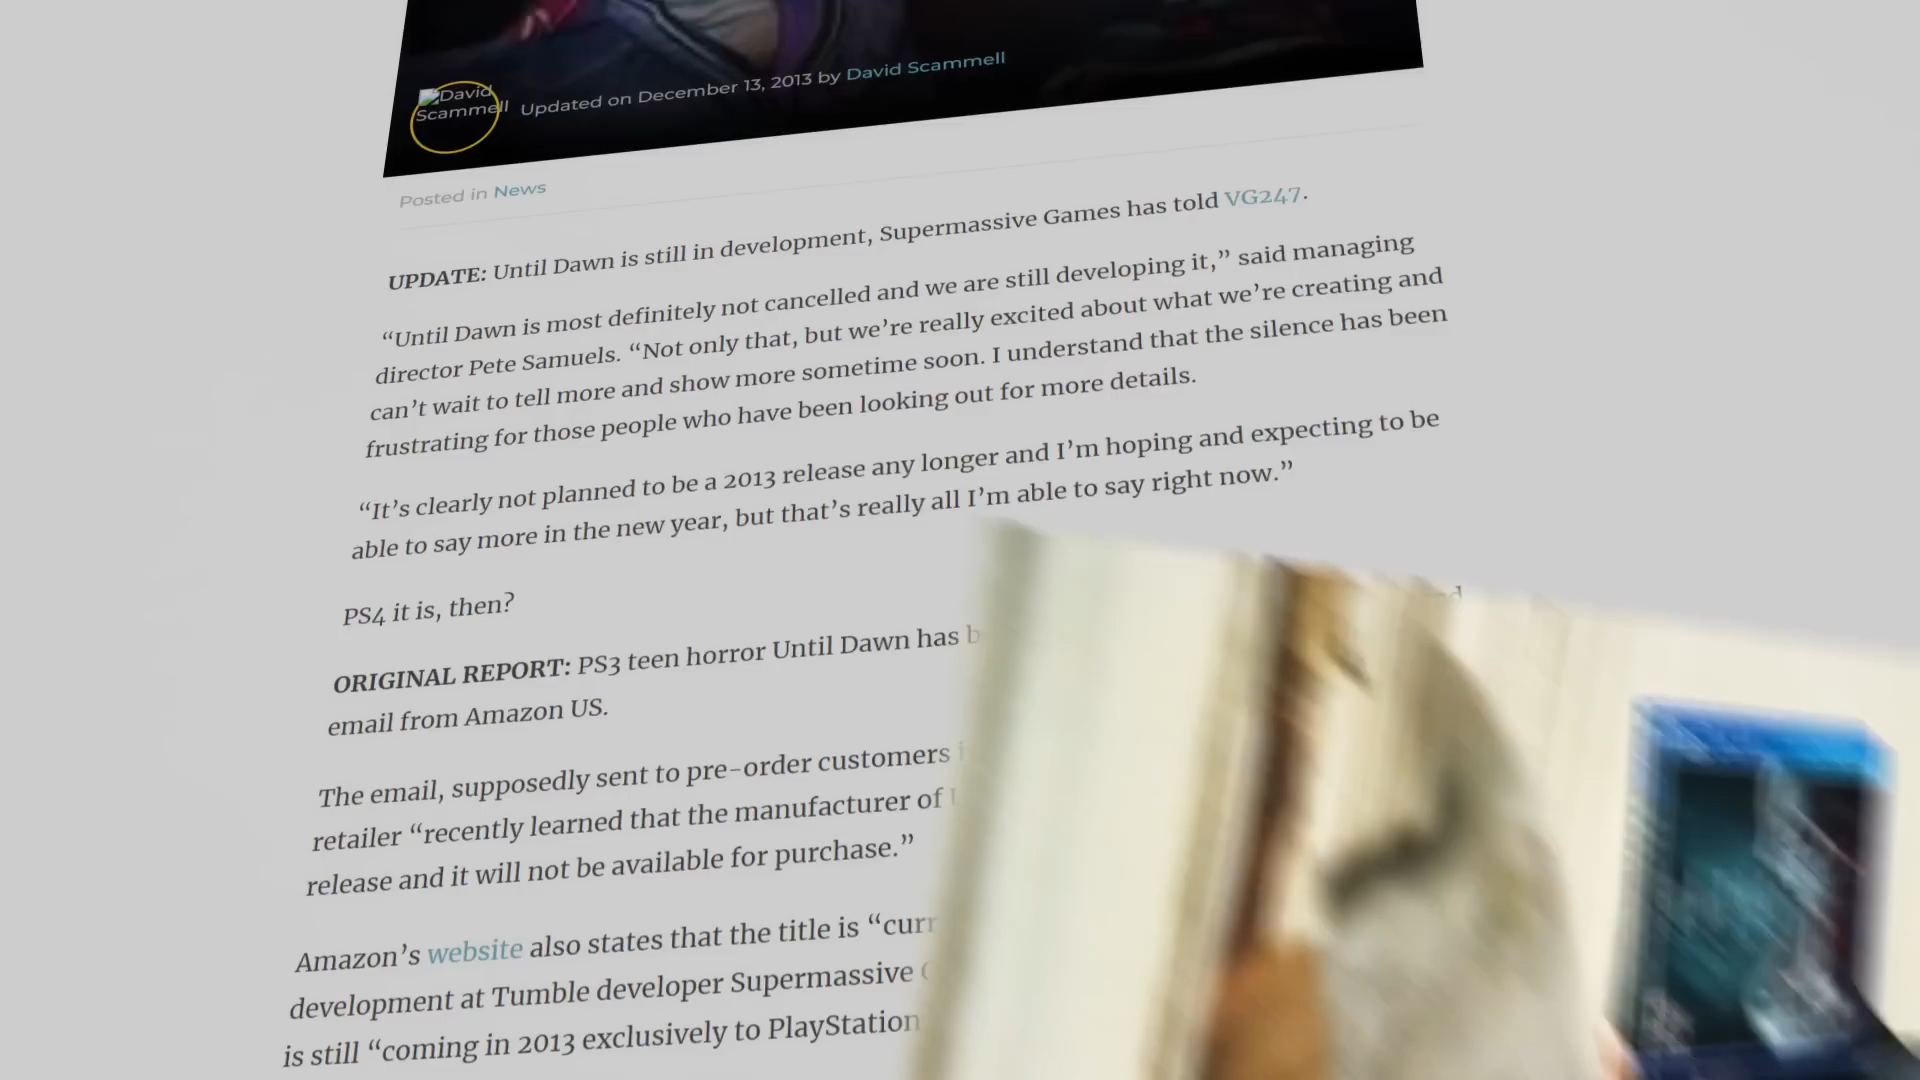 David
Scammell
Updated on December 13, 2013 by David Scammell
Posted in News
UPDATE: Until Dawn is still in development, Supermassive Games has told VG247.
“Until Dawn is most definitely not cancelled and we are still developing it,” said managing
director Pete Samuels. “Not only that, but we’re really excited about what we’re creating and
can’t wait to tell more and show more sometime soon. I understand that the silence has been
frustrating for those people who have been looking out for more details.
“It’s clearly not planned to be a 2013 release any longer and I’m hoping and expecting to be
able to say more in the new year, but that’s really all I’m able to say right now.”
PS4 it is, then?
ORIGINAL REPORT: PS3 teen horror Until Dawn has
email from Amazon US.
The email, supposedly sent to pre-order customers
retailer “recently learned that the manufacturer of
release and it will not be available for purchase.”
Amazon’s website also states that the title is “curr
development at Tumble developer Supermassive
is still “coming in 2013 exclusively to PlayStation